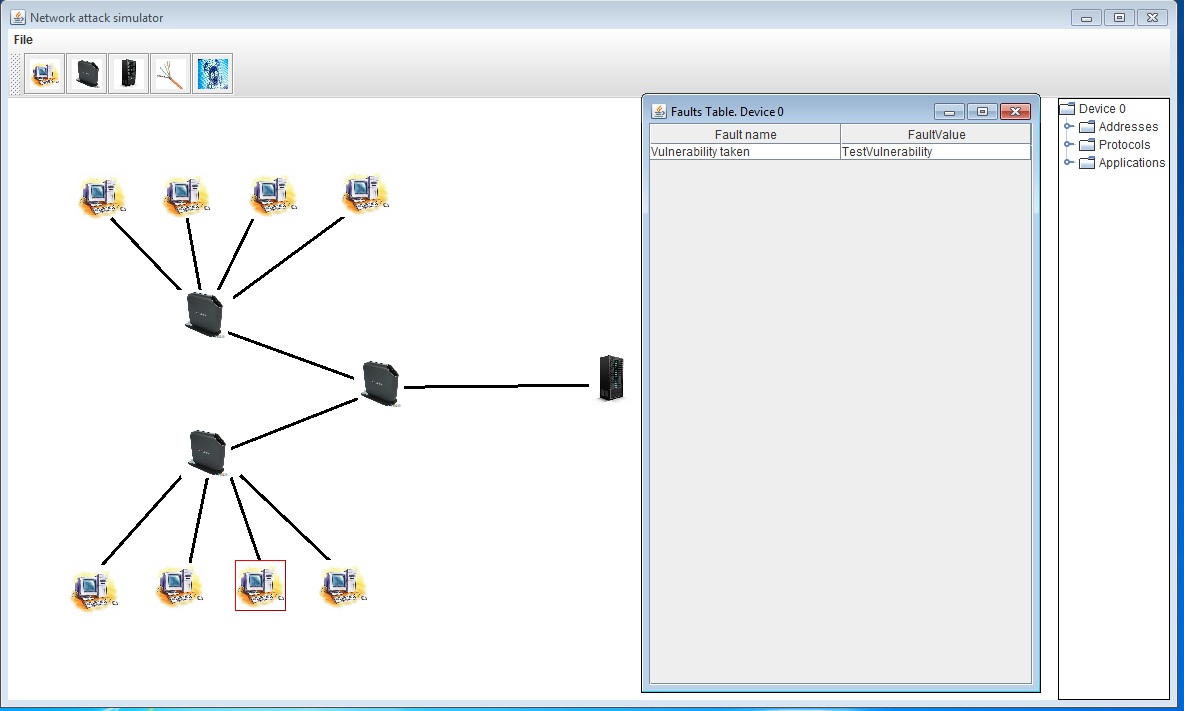 Network attack simulator
File
Faults Table. Device 0
Fault name
FaultValue
Vulnerability taken
TestVulnerability
Device 0
Addresses
Protocols
Applications